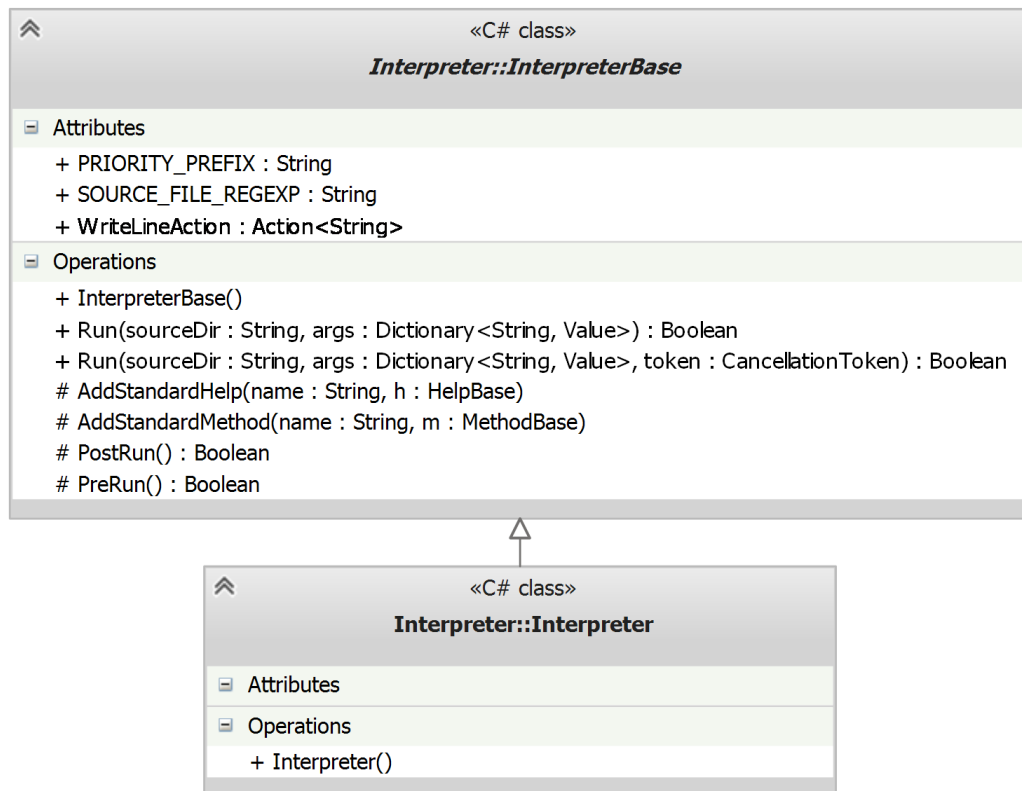 «C# class»
Interpreter::InterpreterBase
Attributes
+ PRIORITY_PREFIX : String
+ SOURCE_FILE_REGEXP : String
+ WriteLineAction : Action<String>
Operations
+ InterpreterBase()
+ Run(sourceDir : String, args : Dictionary<String, Value>) : Boolean
+ Run(sourceDir : String, args : Dictionary<String, Value>, token : CancellationToken) : Boolean
# AddStandardHelp(name : String, h : HelpBase)
# AddStandardMethod(name : String, m : MethodBase)
# PostRun() : Boolean
# PreRun() : Boolean
«C# class»
Interpreter::Interpreter
Attributes
Operations
+ Interpreter()